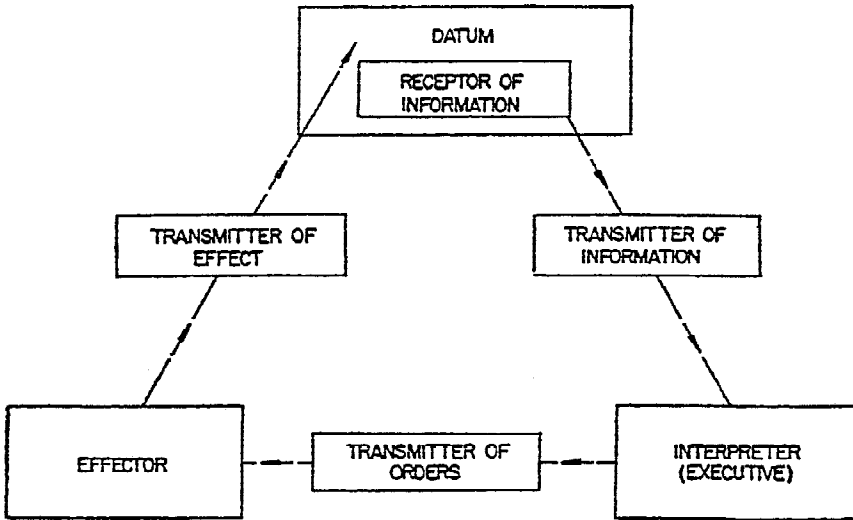 DATUM
RECEPTOR OF
INFORMATION
TRANSMITTER OF
EFFECT
TRANSMITTER OF
INFORMATION
EFFECTOR
TRANSMITTER OF
ORDERS
INTERPRETER
(EXECUTIVE)